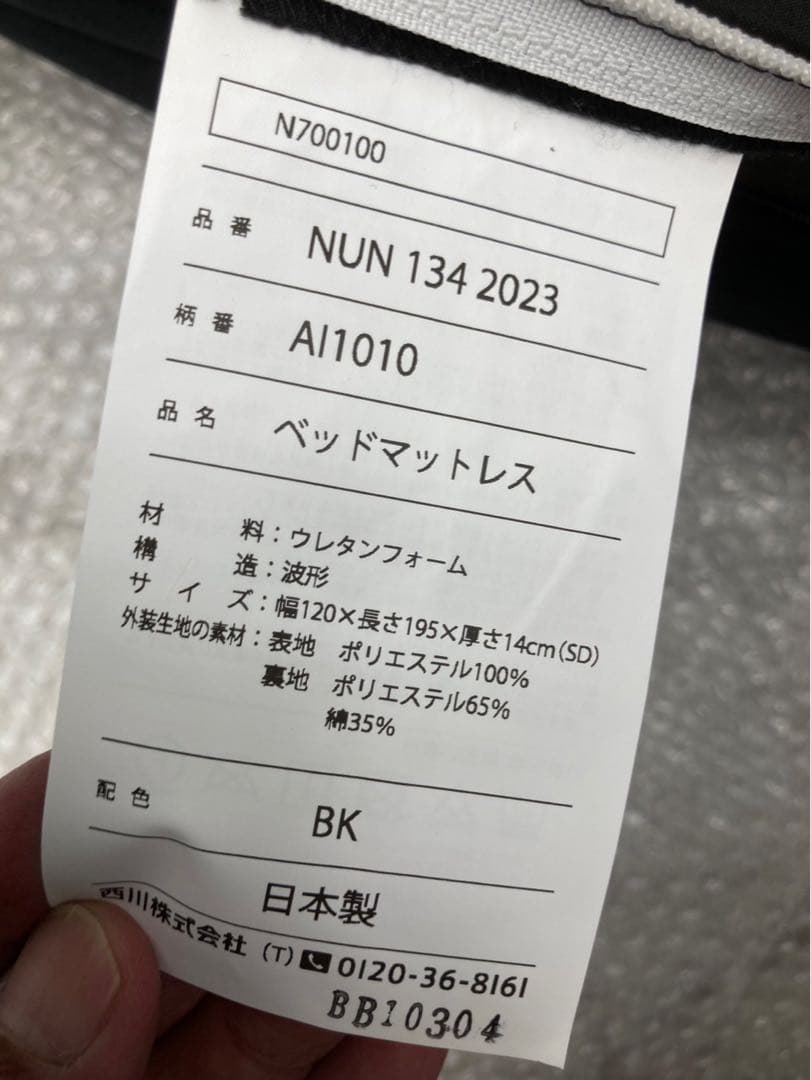 N700100
品番 NUN 134 2023
柄番 AI1010
品名 ベッドマットレス
材料：ウレタンフォーム
構造：波形
サイズ：幅120×長さ195×厚さ14cm（SD）
外装生地の素材：表地 ポリエステル100%
裏地 ポリエステル65%
綿35%
配色 BK
日本製
西川株式会社 (T) 0120-36-8161
BB10304